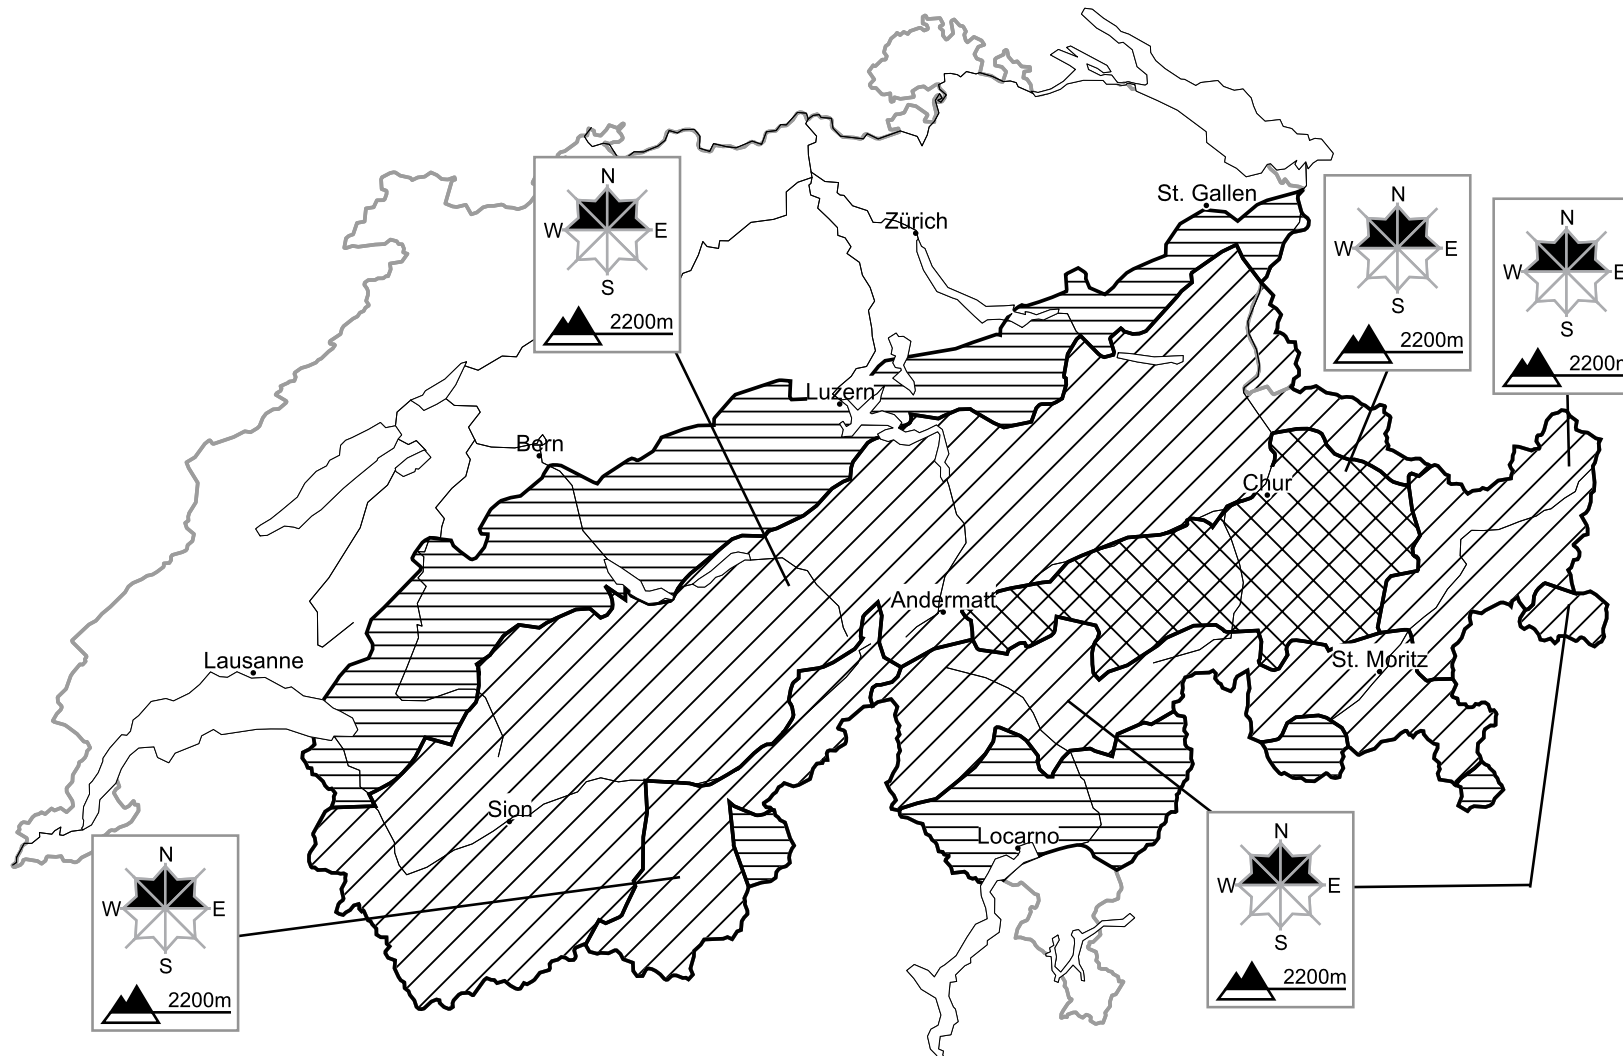 N
W E
S
2200m
N
W E
S
2200m
N
W E
S
2200m
St. Gallen
Zürich
Luzern
Bern
Chur
Andermatt
Lausanne
St. Moritz
Sion
Locarno
N
W E
S
2200m
N
W E
S
2200m